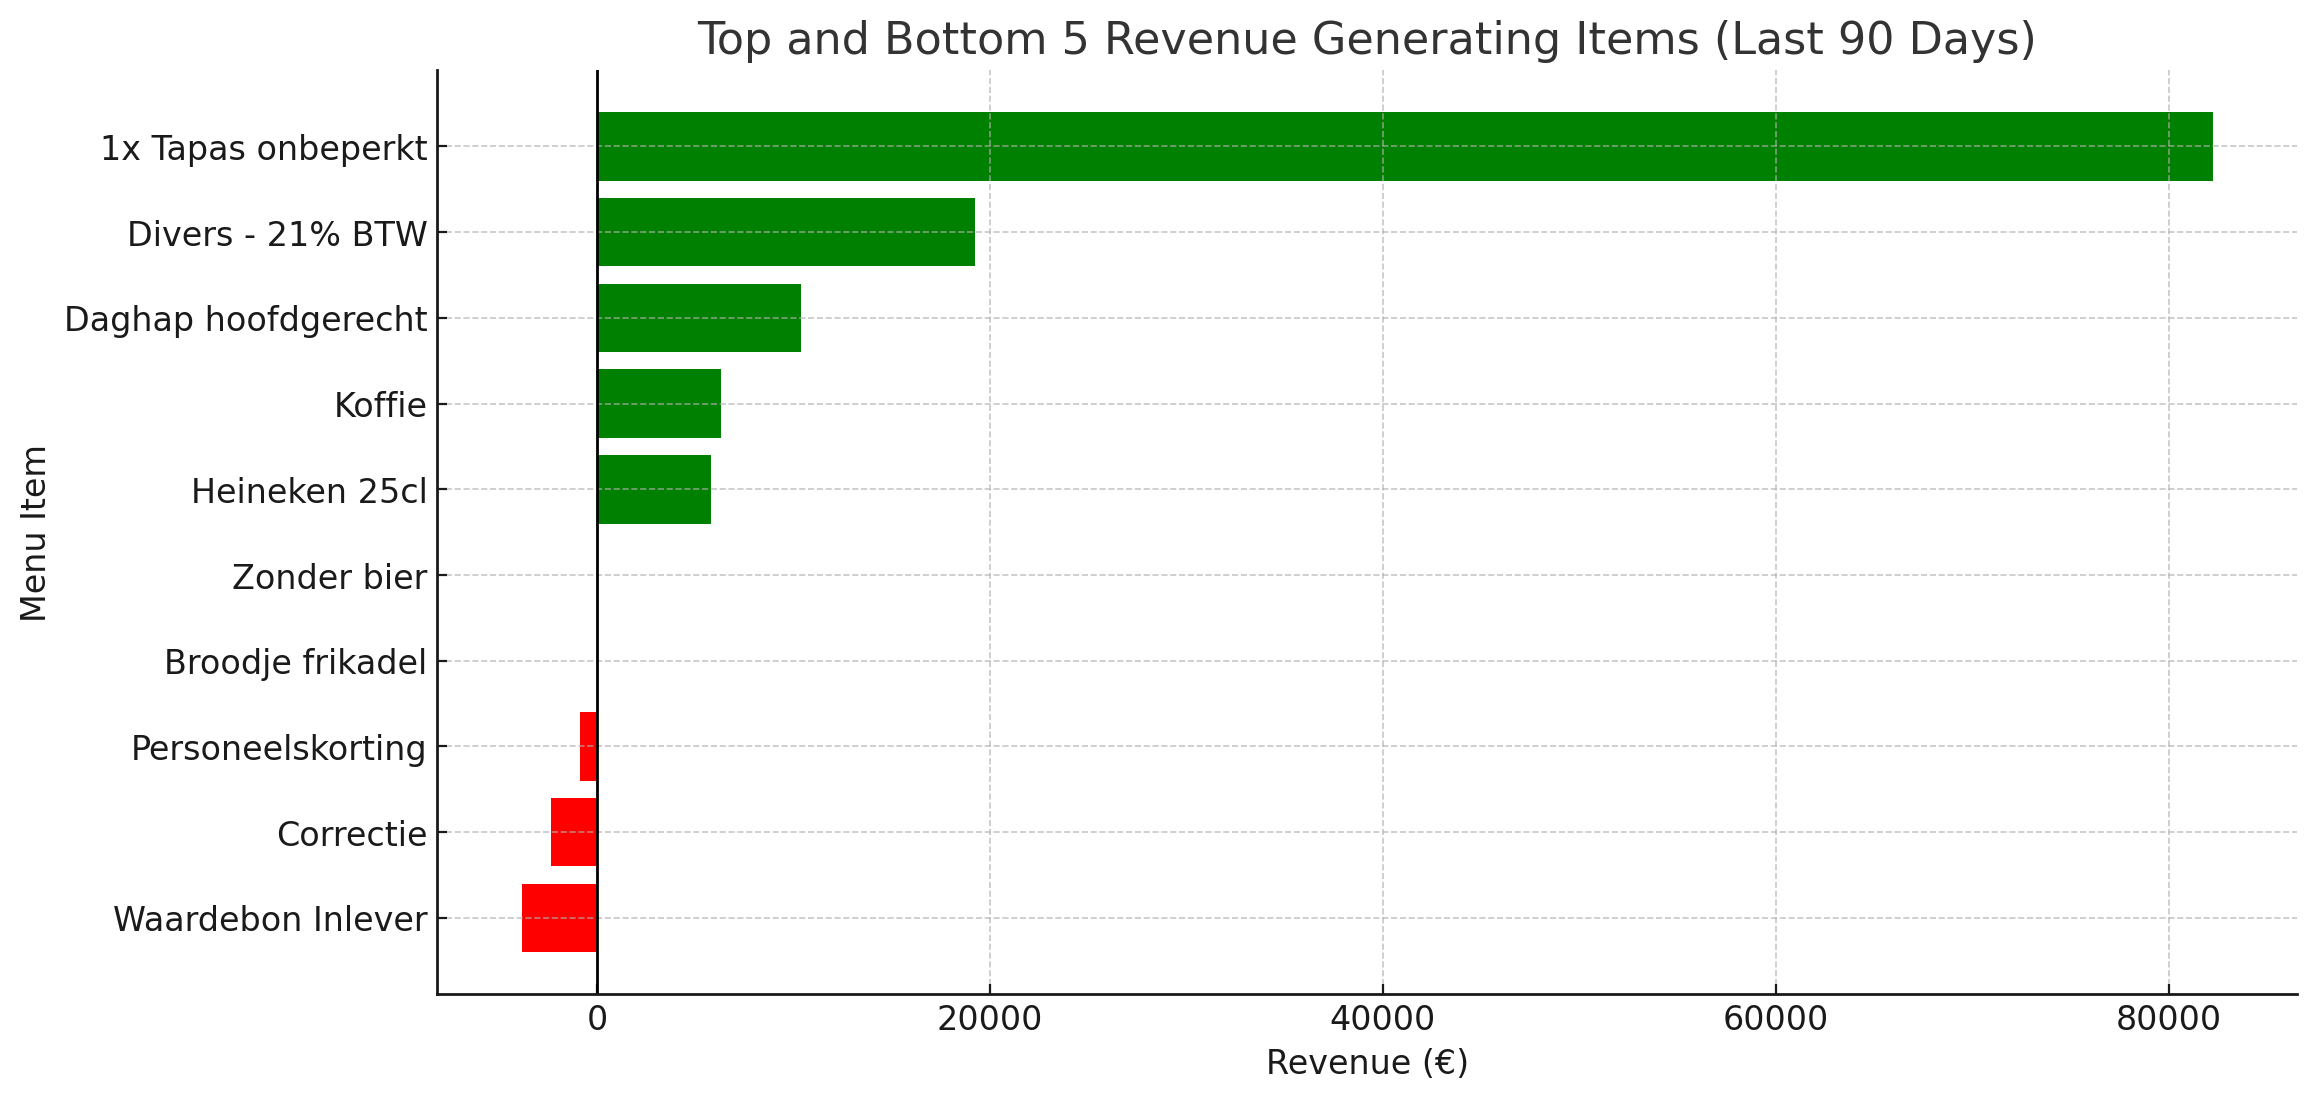 Top and Bottom 5 Revenue Generating Items (Last 90 Days)
Menu Item
1x Tapas onbeperkt
Divers - 21% BTW
Daghap hoofdgerecht
Koffie
Heineken 25cl
Zonder bier
Broodje frikadel
Personeelskorting
Correctie
Waardebon Inlever
0 20000 40000 60000 80000
Revenue (€)